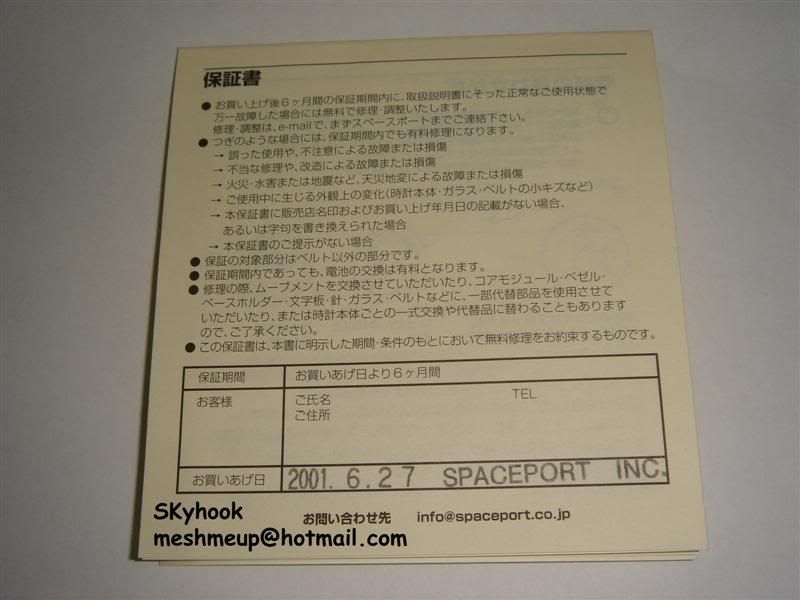 保証書
● お買い上げ後6ヶ月間の保証期間内に、取扱説明書にそった正常なご使用状態で
万一故障した場合には無料で修理・調整いたします。
修理・調整は、e-mailで、まずスペースポートまでご連絡下さい。
● つぎのような場合には、保証期間内でも有料修理になります。
→ 誤った使用や、不注意による故障または損傷
→ 不当な修理や、改造による故障または損傷
→ 火災・水害または地震など、天災地変による故障または損傷
→ ご使用中に生じる外観上の変化(時計本体・ガラス・ベルトの小キズなど)
→ 本保証書に販売店名印およびお買い上げ年月日の記載がない場合、
あるいは字句を書き換えられた場合
→ 本保証書のご提示がない場合
● 保証の対象部分はベルト以外の部分です。
● 保証期間内であっても、電池の交換は有料となります。
● 修理の際、ムーブメントを交換させていただいたり、コアモジュール・ベゼル・
ベースホルダー・文字板・針・ガラス・ベルトなどに、一部代替部品を使用させて
いただいたり、または時計本体ごとの一式交換や代替品に替わることもあります
ので、ご了承ください。
● この保証書は、本書に明示した期間・条件のもとにおいて無料修理をお約束するものです。
保証期間 お買いあげ日より6ヶ月間
お客様 ご氏名 TEL
ご住所
お買いあげ日 2001. 6.27 SPACEPORT INC.
お問い合わせ先 info@spaceport.co.jp
SKyhook
meshmeup@hotmail.com